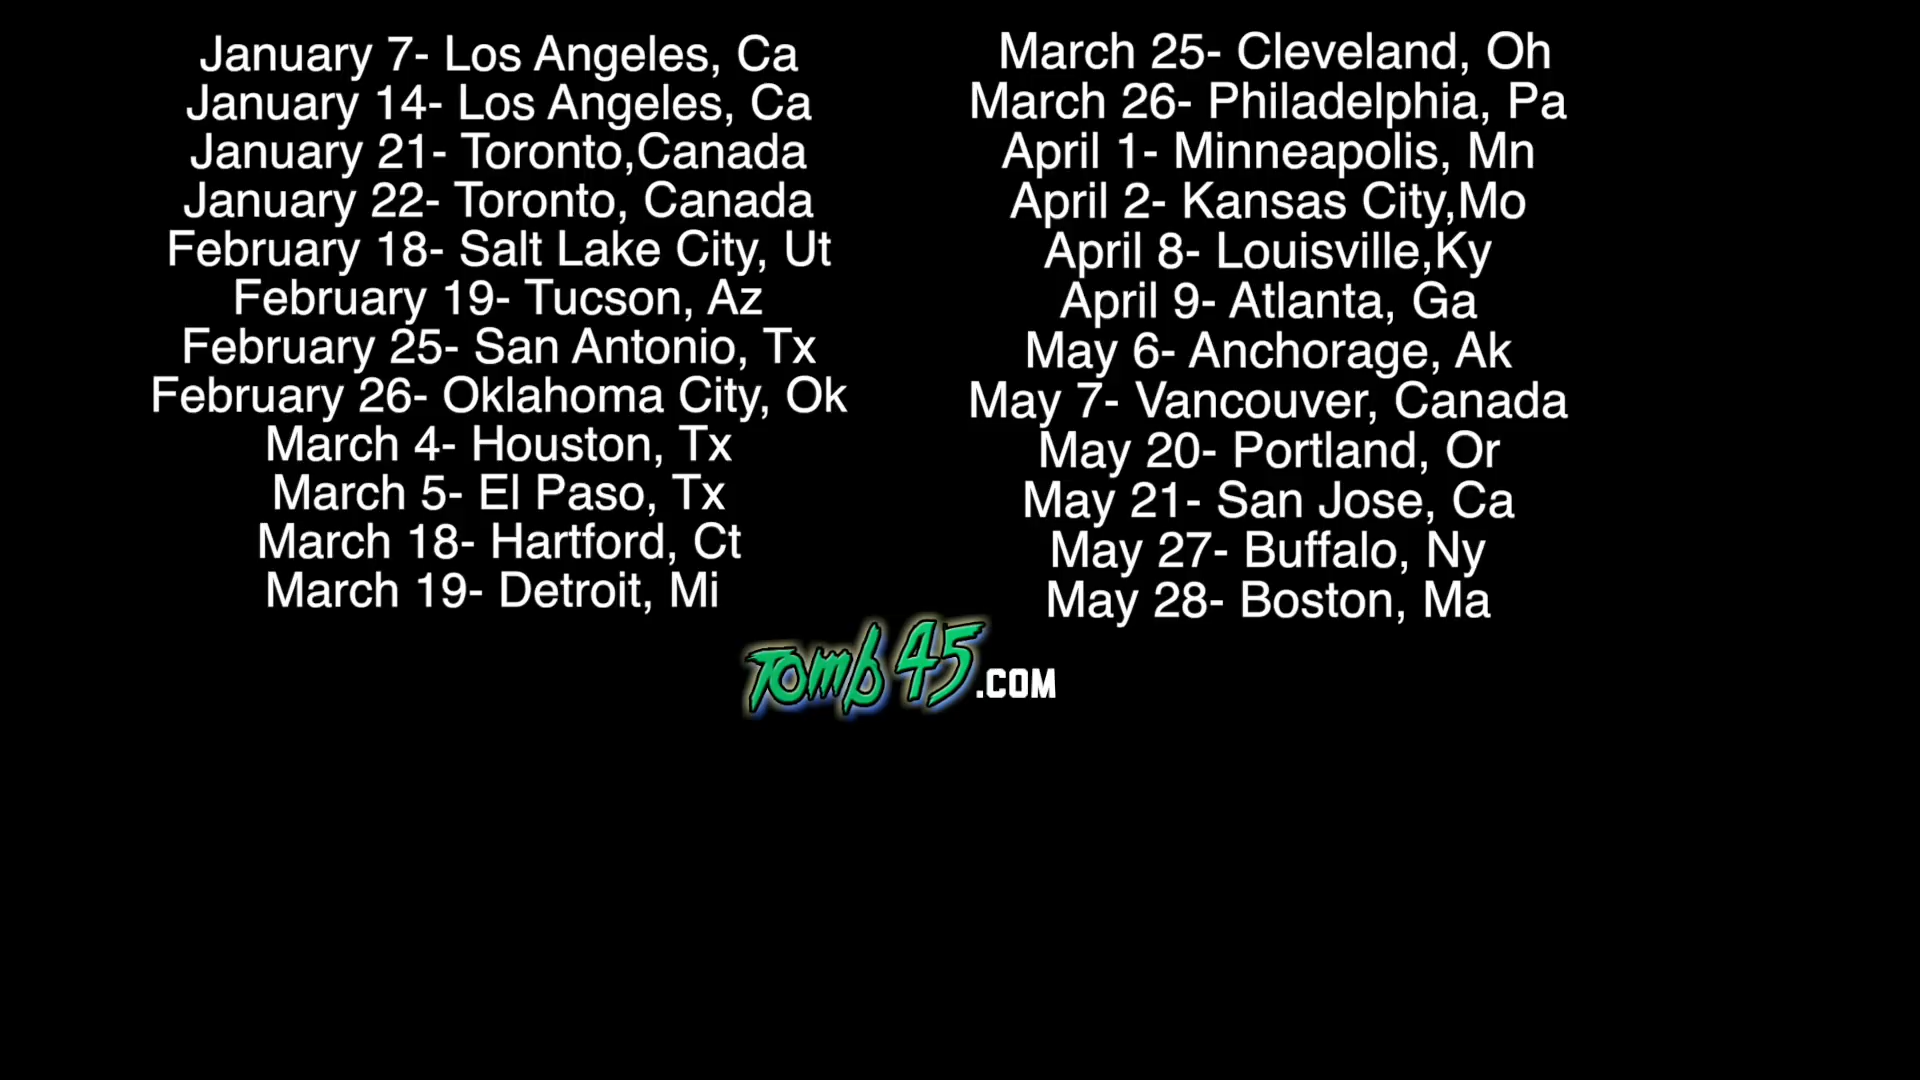 January 7- Los Angeles, Ca
January 14- Los Angeles, Ca
January 21- Toronto,Canada
January 22- Toronto, Canada
February 18- Salt Lake City, Ut
February 19- Tucson, Az
February 25- San Antonio, Tx
February 26- Oklahoma City, Ok
March 4- Houston, Tx
March 5- El Paso, Tx
March 18- Hartford, Ct
March 19- Detroit, Mi
March 25- Cleveland, Oh
March 26- Philadelphia, Pa
April 1- Minneapolis, Mn
April 2- Kansas City,Mo
April 8- Louisville,Ky
April 9- Atlanta, Ga
May 6- Anchorage, Ak
May 7- Vancouver, Canada
May 20- Portland, Or
May 21- San Jose, Ca
May 27- Buffalo, Ny
May 28- Boston, Ma
Tomb 45.COM